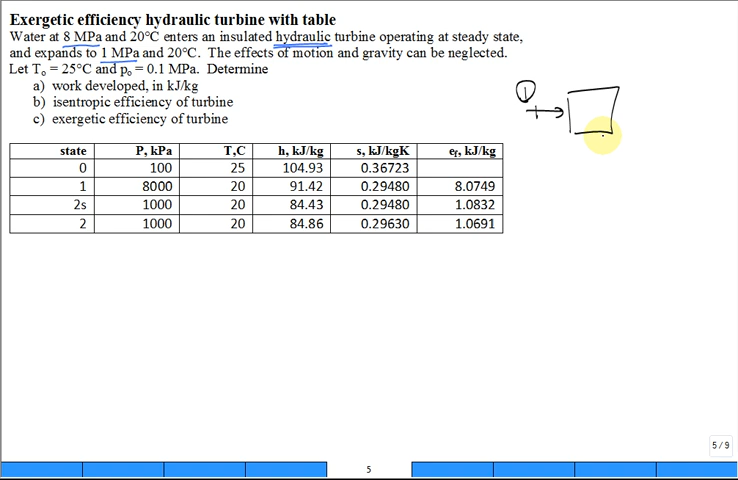 Exergetic efficiency hydraulic turbine with table
Water at 8 MPa and 20°C enters an insulated hydraulic turbine operating at steady state,
and expands to 1 MPa and 20°C. The effects of motion and gravity can be neglected.
Let To = 25°C and po = 0.1 MPa. Determine
a) work developed, in kJ/kg
b) isentropic efficiency of turbine
c) exergetic efficiency of turbine
1
state P, kPa T,C h, kJ/kg s, kJ/kgK ef, kJ/kg
0 100 25 104.93 0.36723
1 8000 20 91.42 0.29480 8.0749
2s 1000 20 84.43 0.29480 1.0832
2 1000 20 84.86 0.29630 1.0691
5 / 9
5